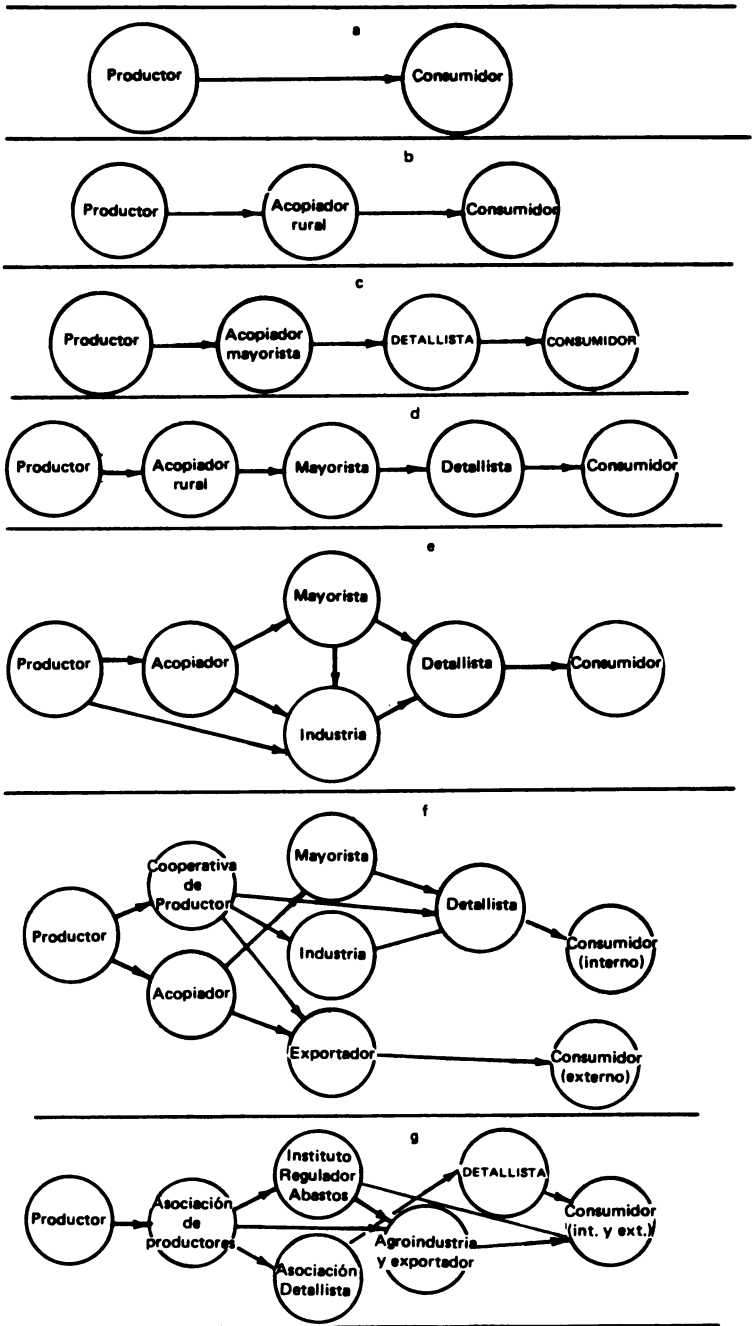 a
Productor
Consumidor
b
Productor
Acopiador
rural
Consumidor
c
Productor
Acopiador
mayorista
DETALLISTA
CONSUMIDOR
d
Productor
Acopiador
rural
Mayorista
Detallista
Consumidor
e
Mayorista
Productor
Acopiador
Detallista
Consumidor
Industria
f
Mayorista
Cooperativa
de
Productor
Detallista
Productor
Industria
Consumidor
(interno)
Acopiador
Exportador
Consumidor
(externo)
g
Instituto
Regulador
Abastos
DETALLISTA
Productor
Asociación
de
productores
Consumidor
(int. y ext.)
Agroindustria
y exportador
Asociación
Detallista